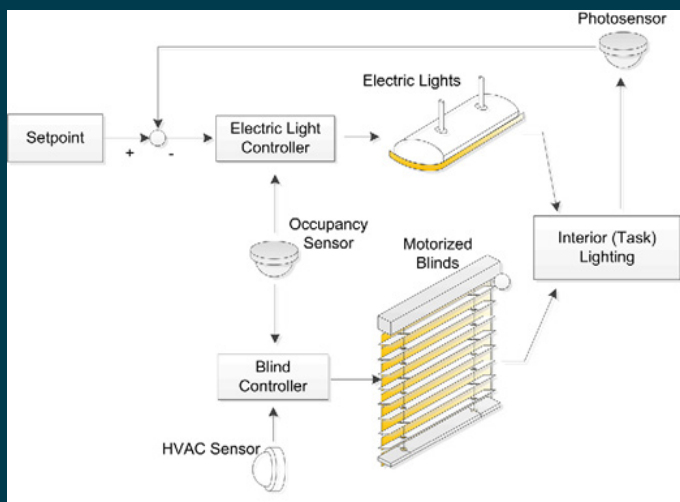 Photosensor
Electric Lights
Setpoint
+
-
Electric Light
Controller
Occupancy
Sensor
Motorized
Blinds
Interior (Task)
Lighting
Blind
Controller
HVAC Sensor